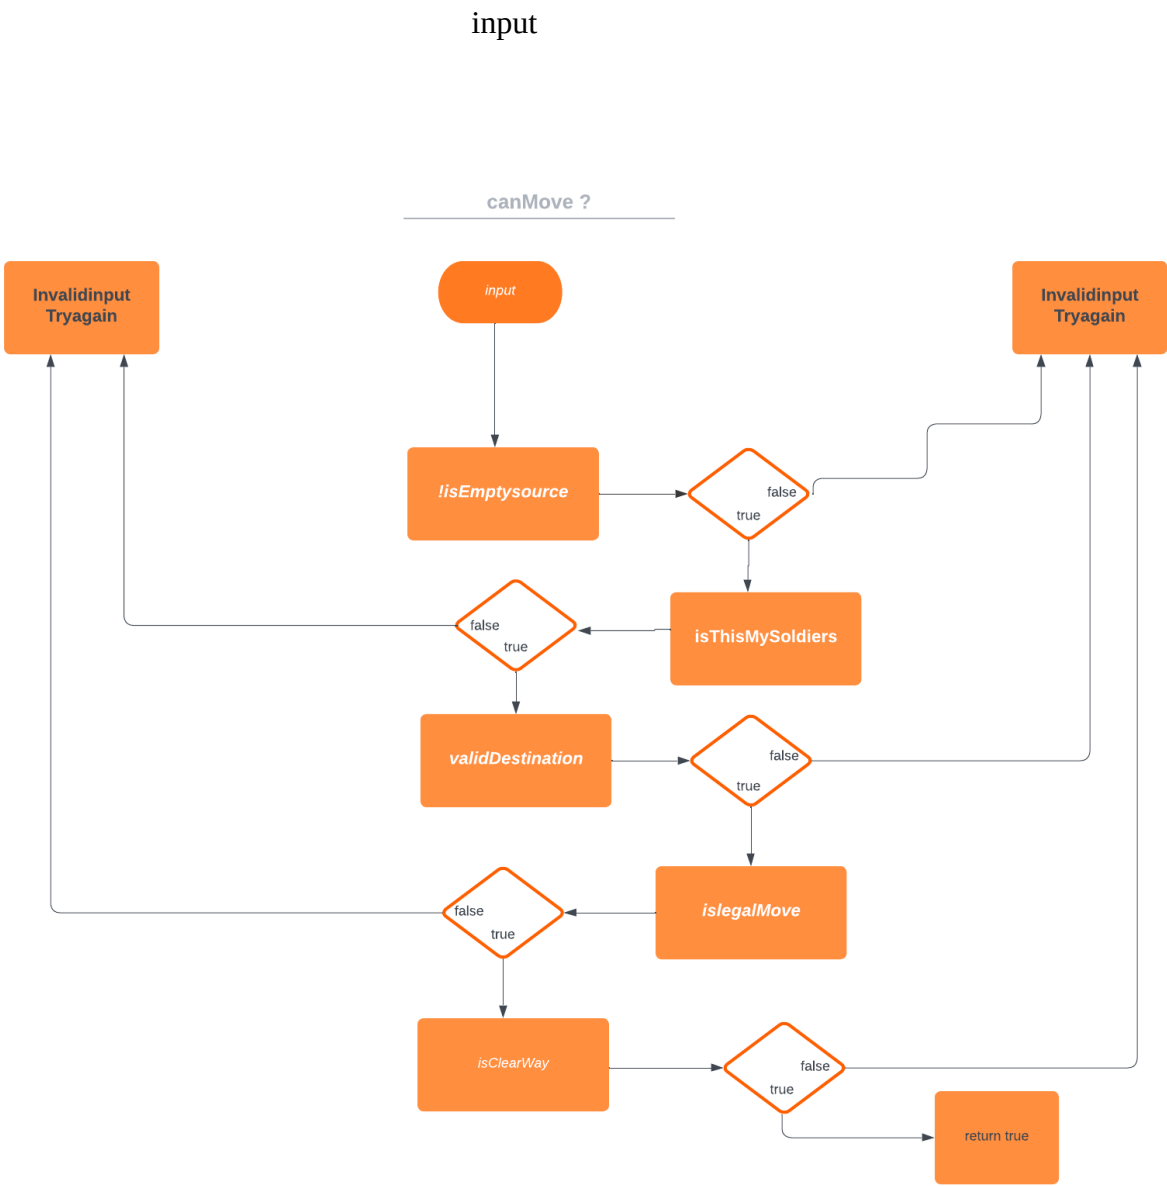 input
canMove ?
Invalidinput
Tryagain
input
Invalidinput
Tryagain
!isEmptysource
false
true
isThisMySoldiers
false
true
validDestination
false
true
islegalMove
false
true
isClearWay
false
true
return true